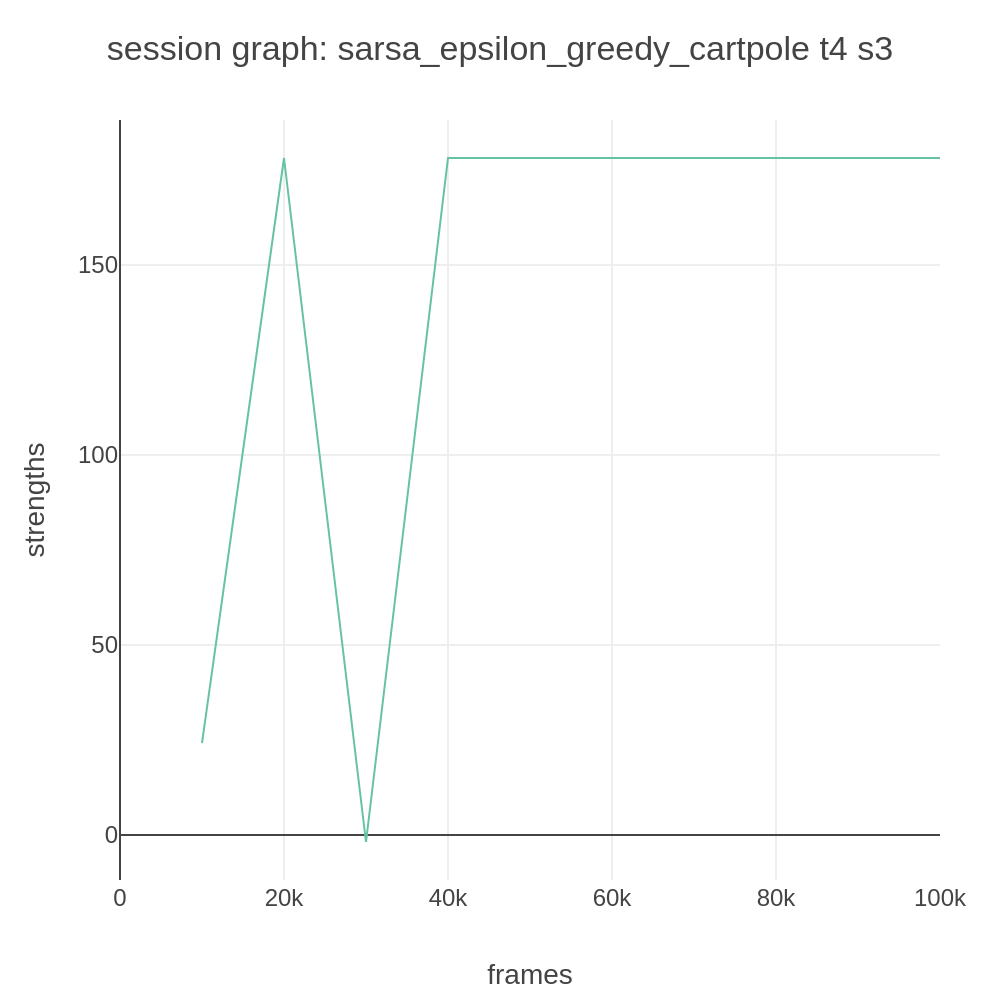 session graph: sarsa_epsilon_greedy_cartpole t4 s3
150
100
50
0
strengths
0 20k 40k 60k 80k 100k
frames